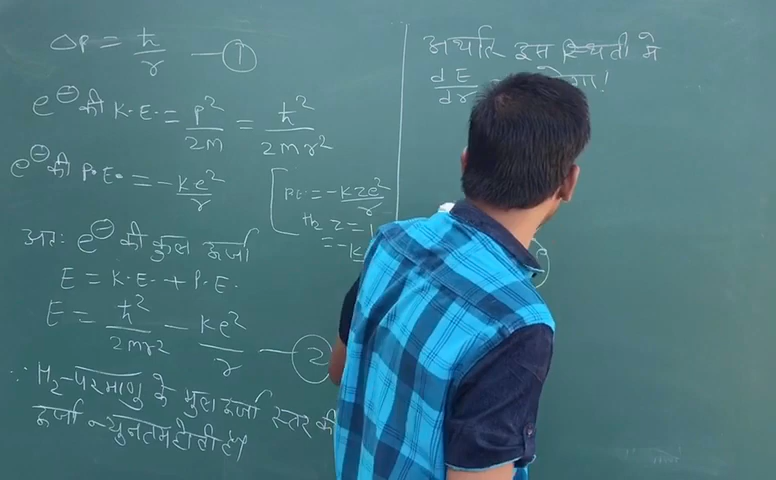 ΔP = ħ/r — ①
e⊖ की K.E. = P²/2m = ħ²/2mr²
e⊖ की P.E. = -ke²/r
[P.E. = -kze²/r
H₂ z = 1
= -k
अतः e⊖ की कुल ऊर्जा
E = K.E. + P.E.
E = ħ²/2mr² - ke²/r — ②
∵ H₂-परमाणु के मुल ऊर्जा स्तर की
ऊर्जा न्युनतम होती है।
अर्थात इस स्थती मे
dE/dr